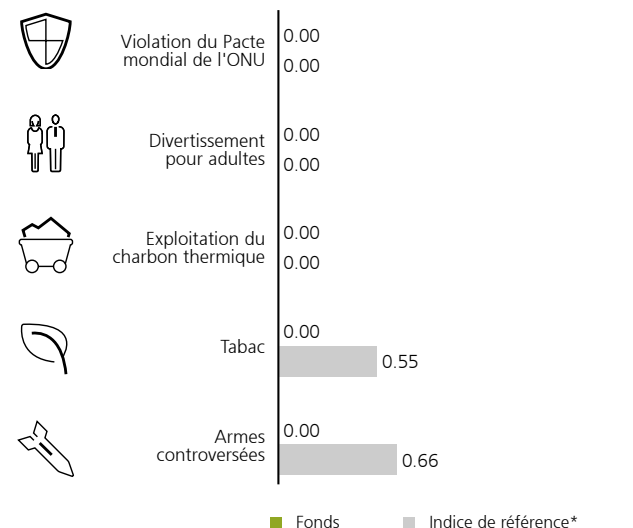 Violation du Pacte
mondial de l'ONU
0.00
0.00
Divertissement
pour adultes
0.00
0.00
Exploitation du
charbon thermique
0.00
0.00
Tabac
0.00
0.55
Armes
controversées
0.00
0.66
Fonds
Indice de référence*